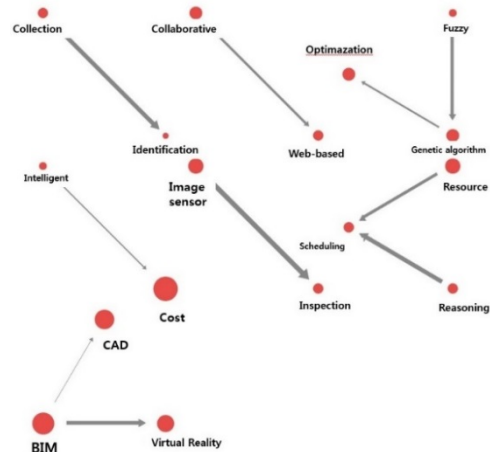 Collection
Collaborative
Fuzzy
Optimazation
Identification
Web-based
Genetic algorithm
Intelligent
Image
sensor
Resource
Scheduling
Cost
Inspection
Reasoning
CAD
BIM
Virtual Reality